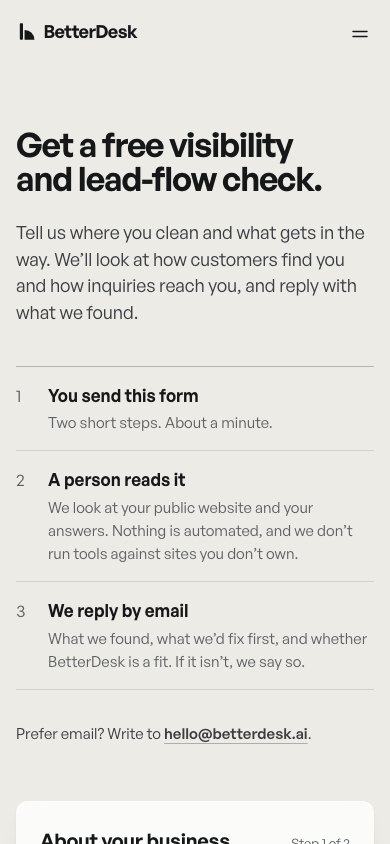 BetterDesk
Get a free visibility
and lead-flow check.
Tell us where you clean and what gets in the
way. We’ll look at how customers find you
and how inquiries reach you, and reply with
what we found.
1 You send this form
Two short steps. About a minute.
2 A person reads it
We look at your public website and your
answers. Nothing is automated, and we don’t
run tools against sites you don’t own.
3 We reply by email
What we found, what we’d fix first, and whether
BetterDesk is a fit. If it isn’t, we say so.
Prefer email? Write to hello@betterdesk.ai.
About your business Step 1 of 2